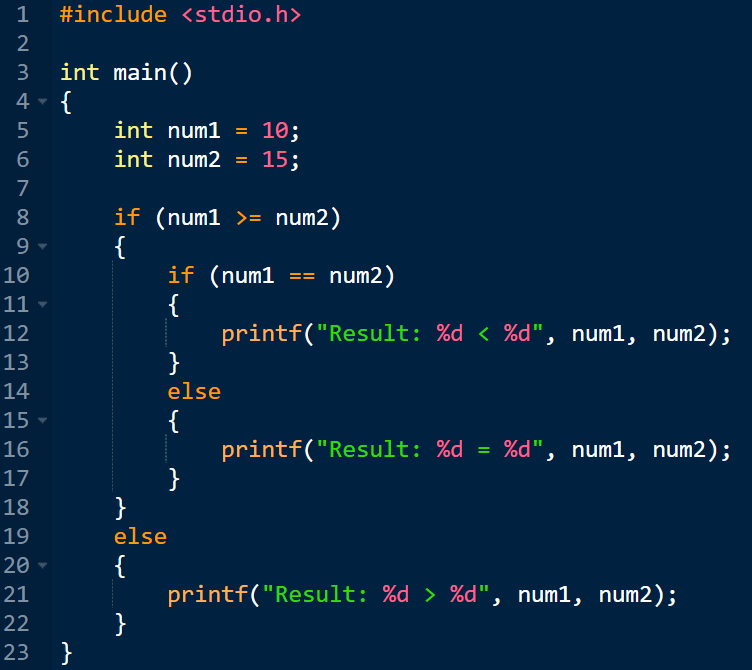 1 #include <stdio.h>
2
3 int main()
4 {
5     int num1 = 10;
6     int num2 = 15;
7
8     if (num1 >= num2)
9     {
10         if (num1 == num2)
11         {
12             printf("Result: %d < %d", num1, num2);
13         }
14         else
15         {
16             printf("Result: %d = %d", num1, num2);
17         }
18     }
19     else
20     {
21         printf("Result: %d > %d", num1, num2);
22     }
23 }